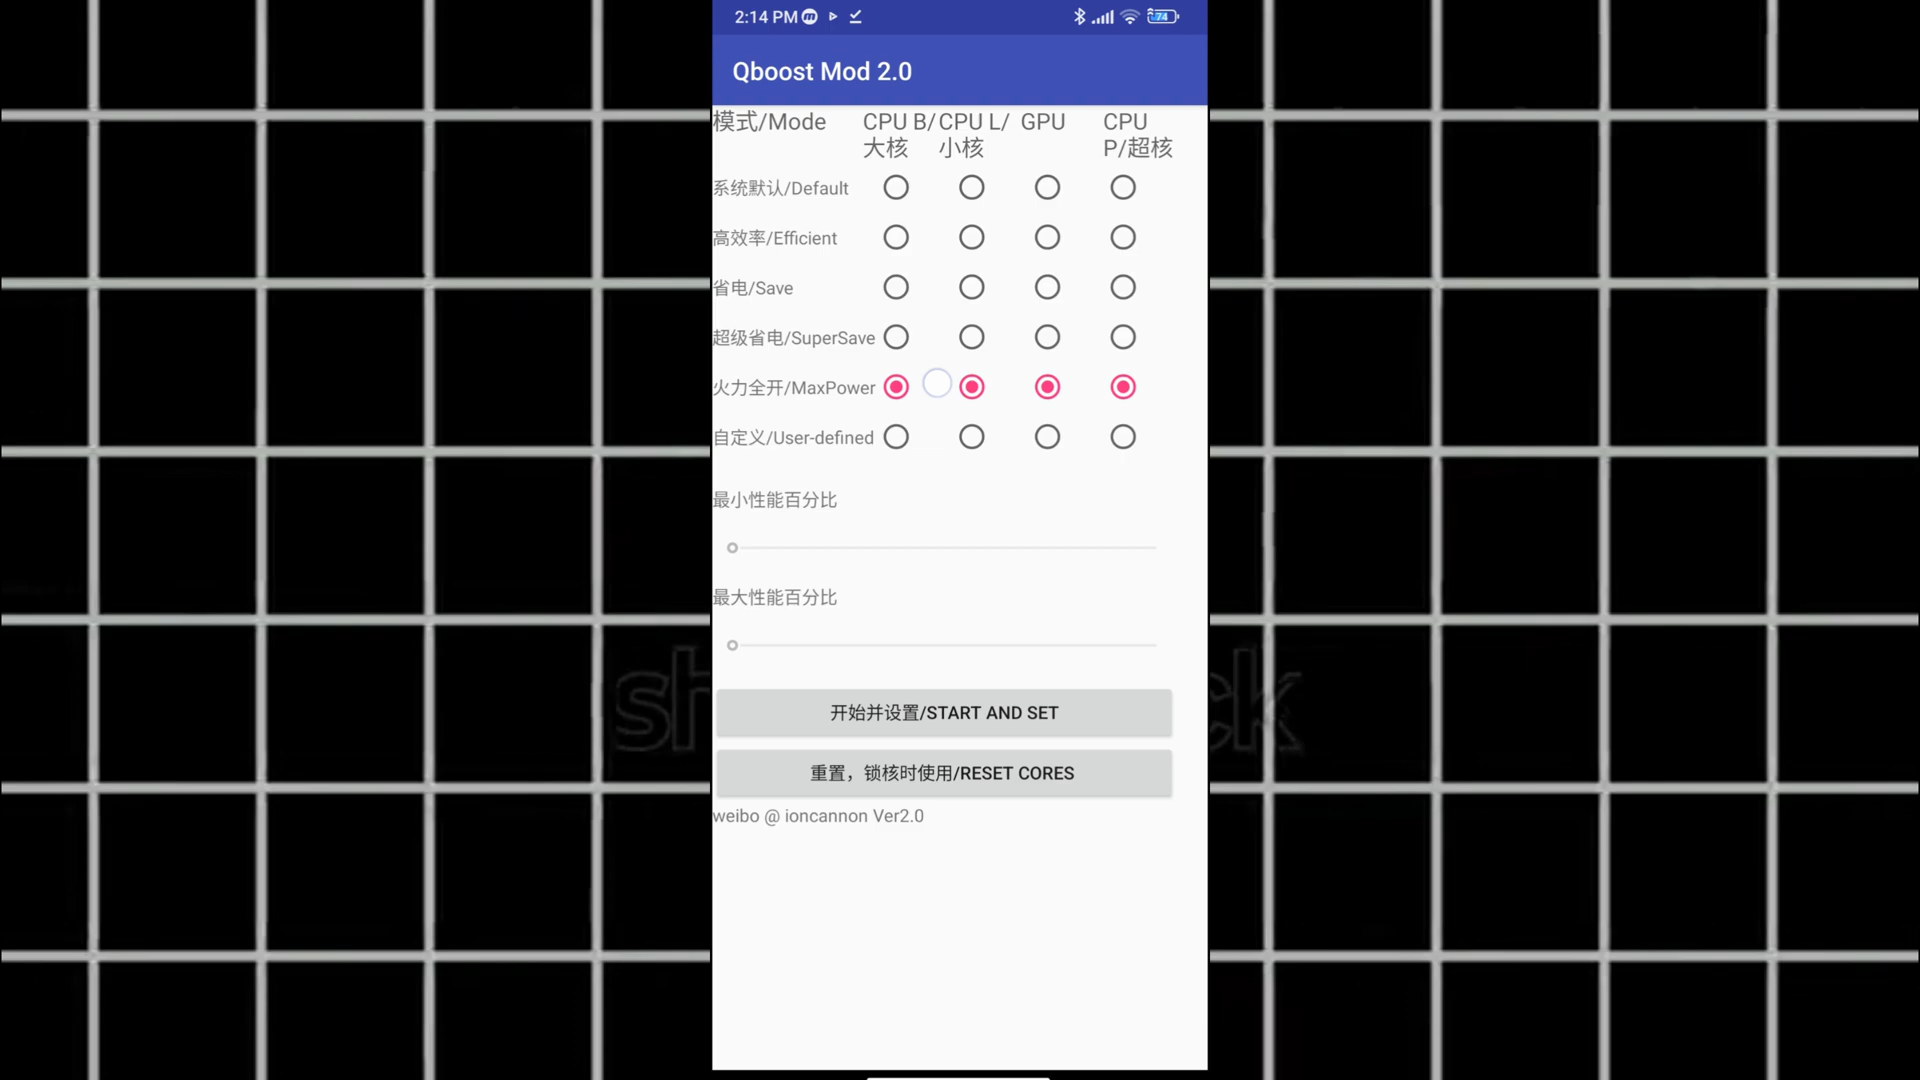 2:14 PM
74
Qboost Mod 2.0
模式/Mode CPU B/ CPU L/ GPU CPU
大核 小核 P/超核
系统默认/Default
高效率/Efficient
省电/Save
超级省电/SuperSave
火力全开/MaxPower
自定义/User-defined
最小性能百分比
最大性能百分比
开始并设置/START AND SET
重置，锁核时使用/RESET CORES
weibo @ ioncannon Ver2.0